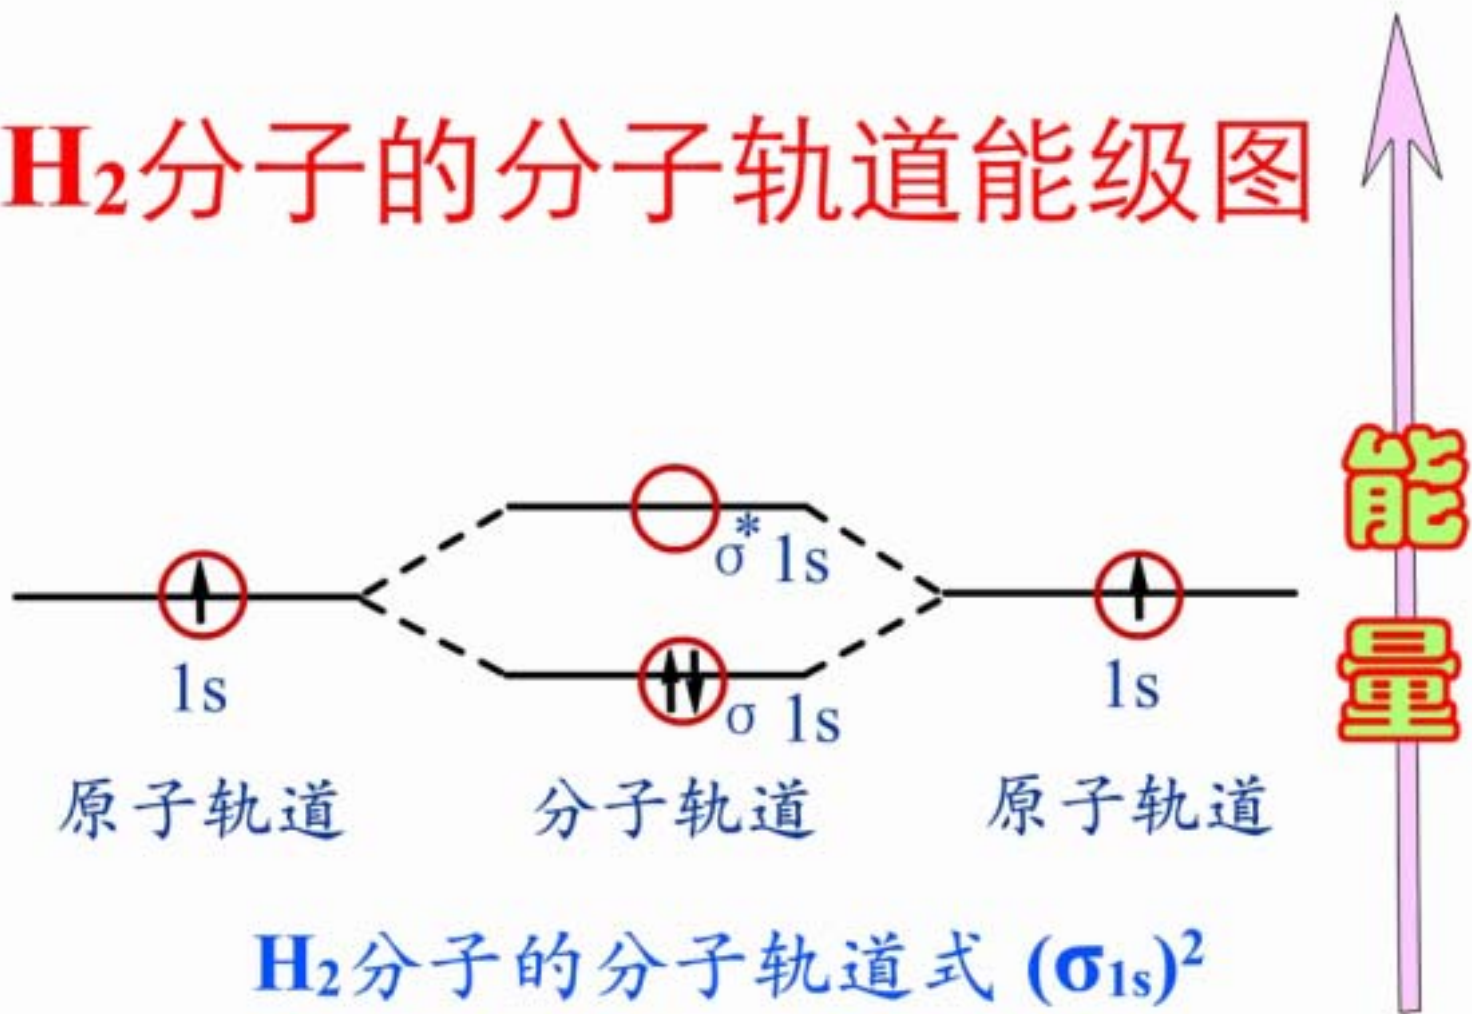 H₂分子的分子轨道能级图
σ* 1s
1s
1s
σ 1s
原子轨道
分子轨道
原子轨道
H₂分子的分子轨道式 (σ₁ₛ)²
能量